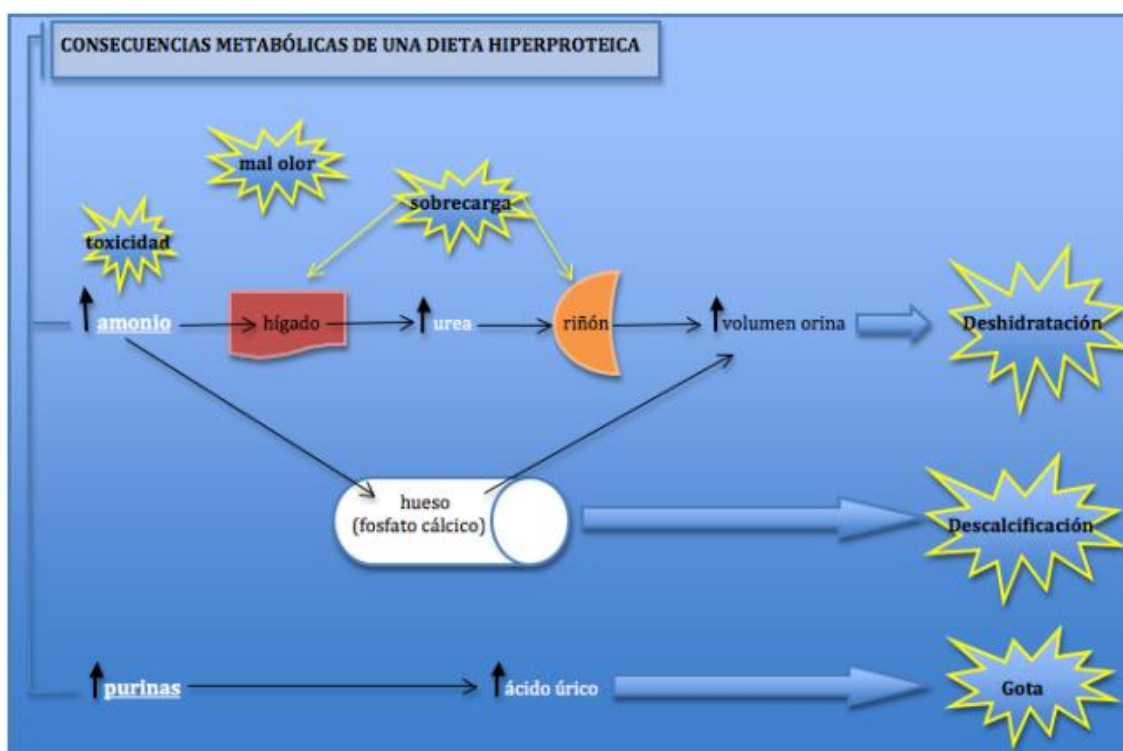 CONSECUENCIAS METABÓLICAS DE UNA DIETA HIPERPROTEICA
mal olor
sobrecarga
toxicidad
amonio
hígado
urea
riñón
volumen orina
Deshidratación
hueso
(fosfato cálcico)
Descalcificación
purinas
ácido úrico
Gota